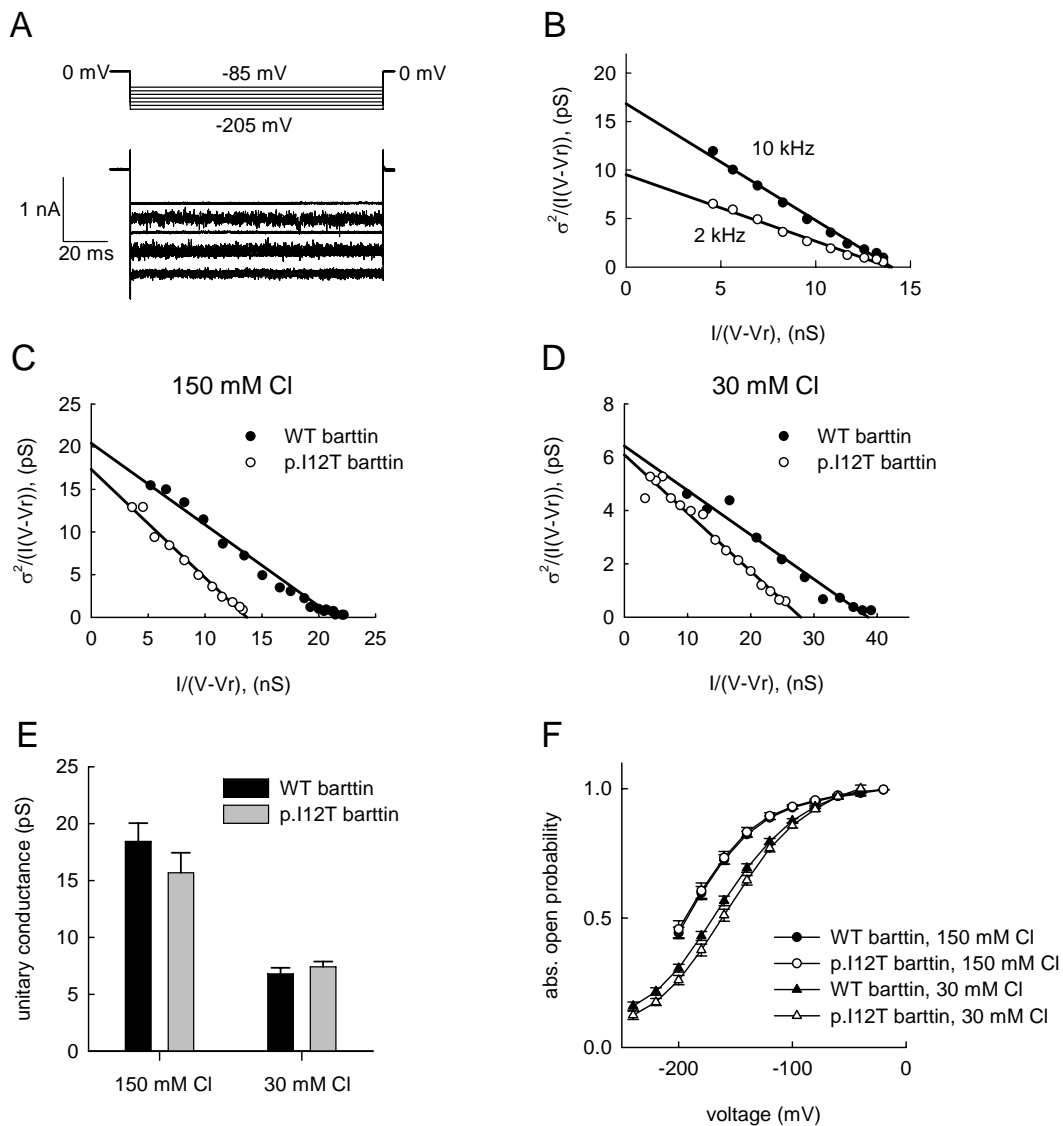 A
0 mV
-85 mV
0 mV
-205 mV
1 nA
20 ms
B
20
15
10
5
0
σ²/(I(V-Vr)), (pS)
10 kHz
2 kHz
0 5 10 15
I/(V-Vr), (nS)
C
150 mM Cl
25
20
15
10
5
0
σ²/(I(V-Vr)), (pS)
WT barttin
p.I12T barttin
0 5 10 15 20 25
I/(V-Vr), (nS)
D
30 mM Cl
8
6
4
2
0
σ²/(I(V-Vr)), (pS)
WT barttin
p.I12T barttin
0 10 20 30 40
I/(V-Vr), (nS)
E
25
20
15
10
5
0
unitary conductance (pS)
WT barttin
p.I12T barttin
150 mM Cl 30 mM Cl
F
1.0
0.5
0.0
abs. open probability
WT barttin, 150 mM Cl
p.I12T barttin, 150 mM Cl
WT barttin, 30 mM Cl
p.I12T barttin, 30 mM Cl
-200 -100 0
voltage (mV)